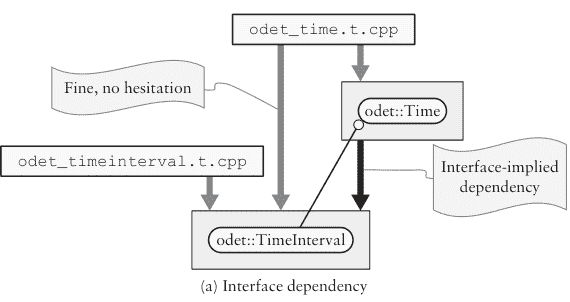 odet_time.t.cpp
Fine, no hesitation
odet::Time
odet_timeinterval.t.cpp
Interface-implied
dependency
odet::TimeInterval
(a) Interface dependency